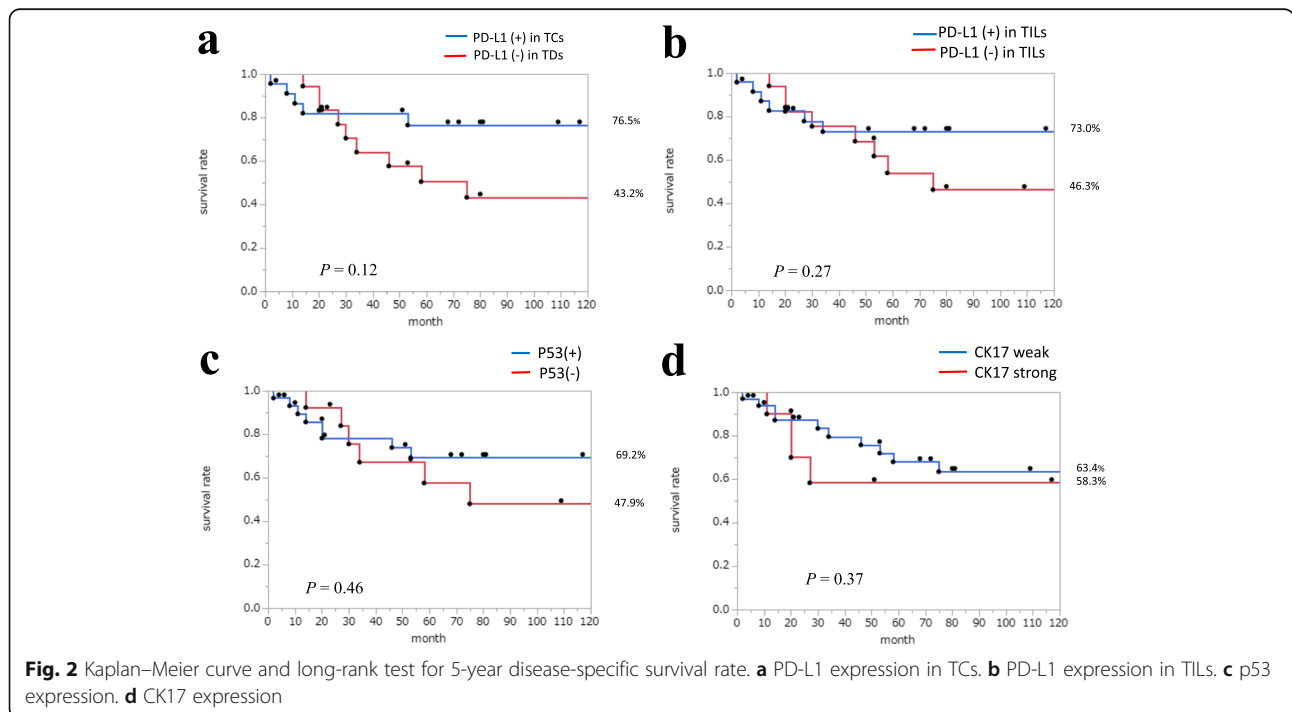 a
PD-L1 (+) in TCs
PD-L1 (-) in TDs
1.0
0.8
0.6
0.4
0.2
0.0
survival rate
76.5%
43.2%
P = 0.12
0 10 20 30 40 50 60 70 80 90 100 110 120
month
b
PD-L1 (+) in TILs
PD-L1 (-) in TILs
1.0
0.8
0.6
0.4
0.2
0.0
survival rate
73.0%
46.3%
P = 0.27
0 10 20 30 40 50 60 70 80 90 100 110 120
month
c
P53(+)
P53(-)
1.0
0.8
0.6
0.4
0.2
0.0
survival rate
69.2%
47.9%
P = 0.46
0 10 20 30 40 50 60 70 80 90 100 110 120
month
d
CK17 weak
CK17 strong
1.0
0.8
0.6
0.4
0.2
0.0
survival rate
63.4%
58.3%
P = 0.37
0 10 20 30 40 50 60 70 80 90 100 110 120
month
Fig. 2 Kaplan–Meier curve and long-rank test for 5-year disease-specific survival rate. a PD-L1 expression in TCs. b PD-L1 expression in TILs. c p53
expression. d CK17 expression